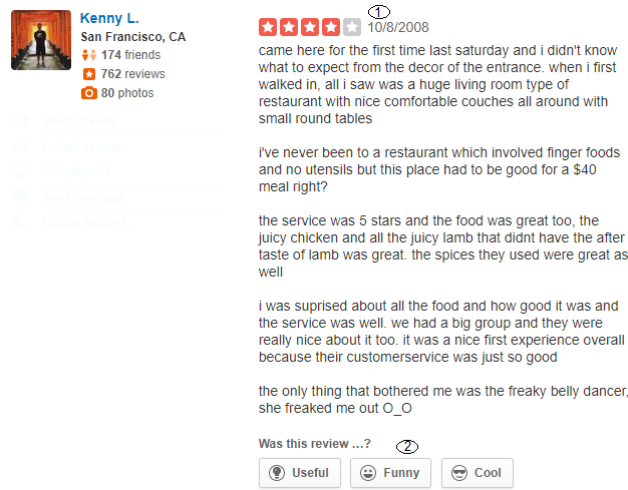 Kenny L.
San Francisco, CA
174 friends
762 reviews
80 photos
Share review
Embed review
Compliment
Send message
Follow Kenny L.
1
10/8/2008
came here for the first time last saturday and i didn't know
what to expect from the decor of the entrance. when i first
walked in, all i saw was a huge living room type of
restaurant with nice comfortable couches all around with
small round tables
i've never been to a restaurant which involved finger foods
and no utensils but this place had to be good for a $40
meal right?
the service was 5 stars and the food was great too, the
juicy chicken and all the juicy lamb that didnt have the after
taste of lamb was great. the spices they used were great as
well
i was suprised about all the food and how good it was and
the service was well. we had a big group and they were
really nice about it too. it was a nice first experience overall
because their customerservice was just so good
the only thing that bothered me was the freaky belly dancer,
she freaked me out O_O
Was this review ...?
2
Useful
Funny
Cool